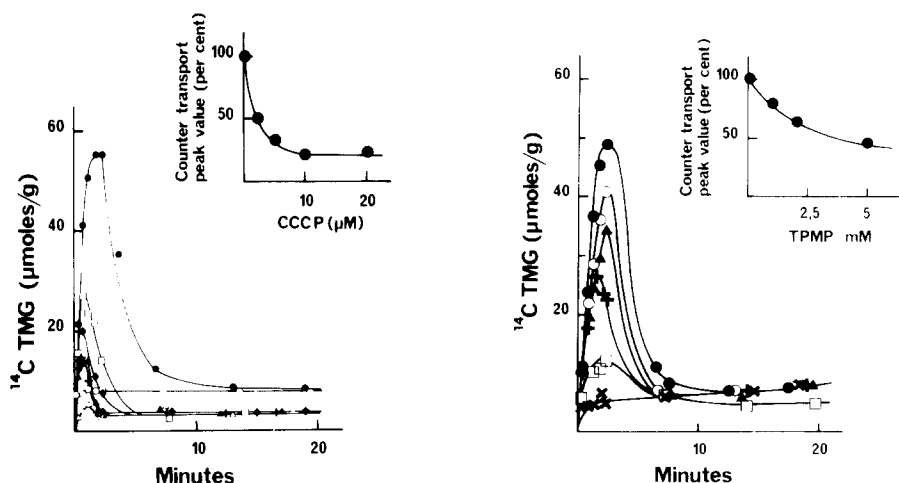 Counter transport
peak value (per cent)
100
50
10
20
CCCP (µM)
60
40
20
10
20
¹⁴C TMG (µmoles/g)
Minutes
Counter transport
peak value (per cent)
100
50
2,5
5
TPMP mM
60
40
20
10
20
¹⁴C TMG (µmoles/g)
Minutes